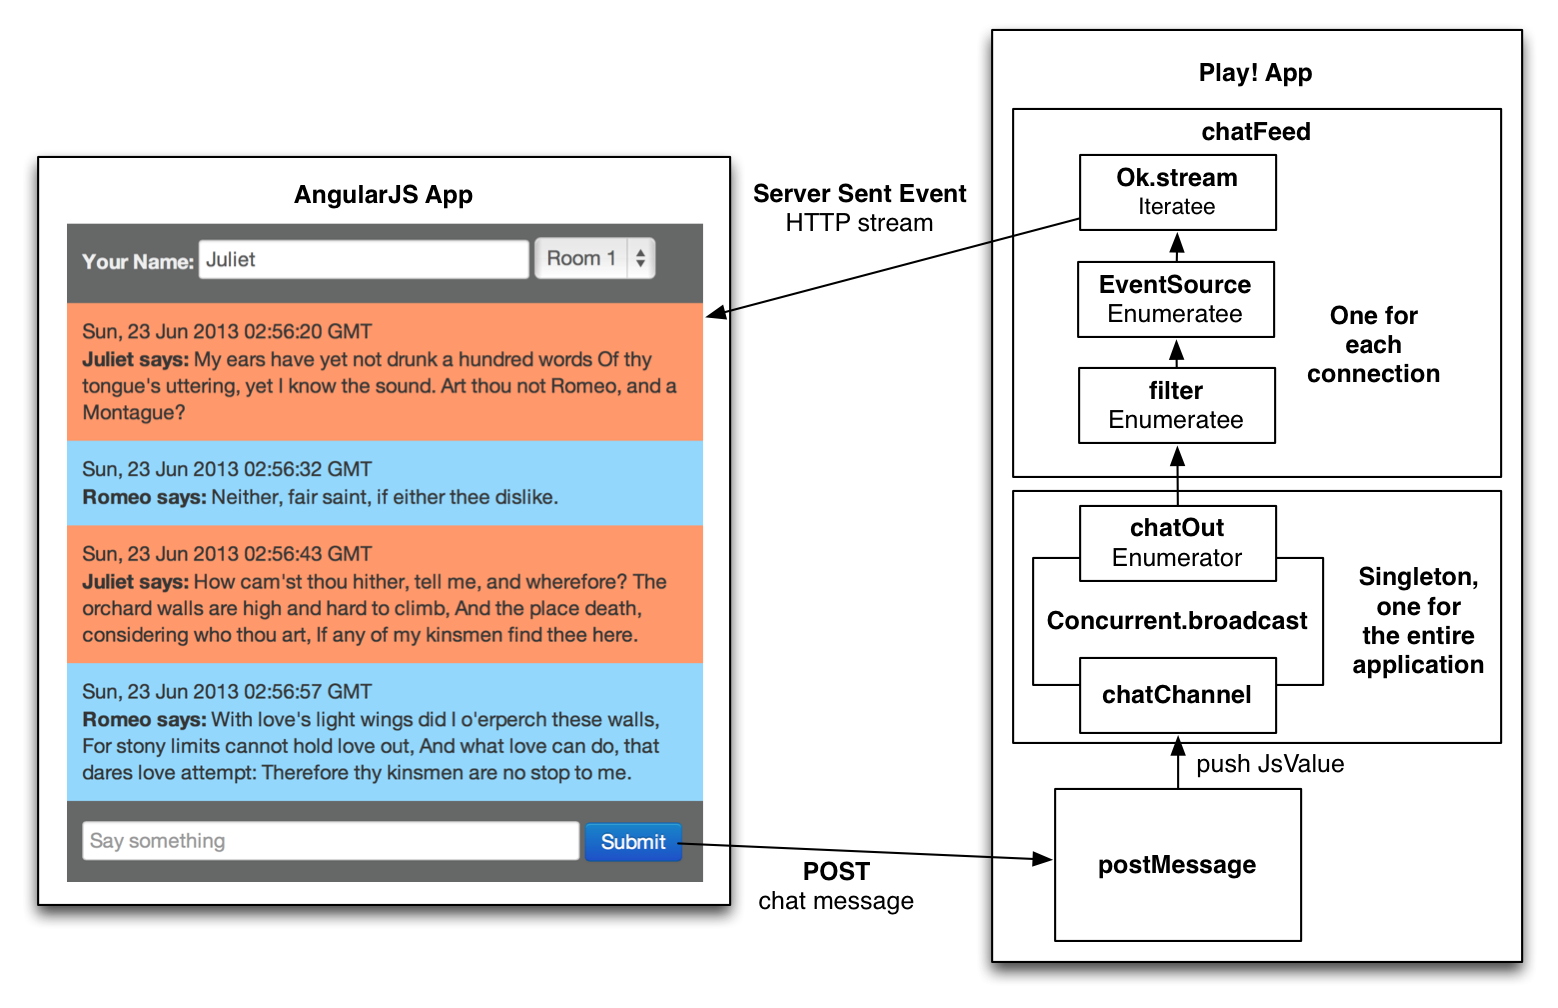 AngularJS App
Your Name: Juliet Room 1
Sun, 23 Jun 2013 02:56:20 GMT
Juliet says: My ears have yet not drunk a hundred words Of thy
tongue's uttering, yet I know the sound. Art thou not Romeo, and a
Montague?
Sun, 23 Jun 2013 02:56:32 GMT
Romeo says: Neither, fair saint, if either thee dislike.
Sun, 23 Jun 2013 02:56:43 GMT
Juliet says: How cam'st thou hither, tell me, and wherefore? The
orchard walls are high and hard to climb, And the place death,
considering who thou art, If any of my kinsmen find thee here.
Sun, 23 Jun 2013 02:56:57 GMT
Romeo says: With love's light wings did I o'erperch these walls,
For stony limits cannot hold love out, And what love can do, that
dares love attempt: Therefore thy kinsmen are no stop to me.
Say something Submit
Server Sent Event
HTTP stream
POST
chat message
Play! App
chatFeed
Ok.stream
Iteratee
EventSource
Enumeratee
filter
Enumeratee
One for
each
connection
chatOut
Enumerator
Concurrent.broadcast
chatChannel
Singleton,
one for
the entire
application
push JsValue
postMessage